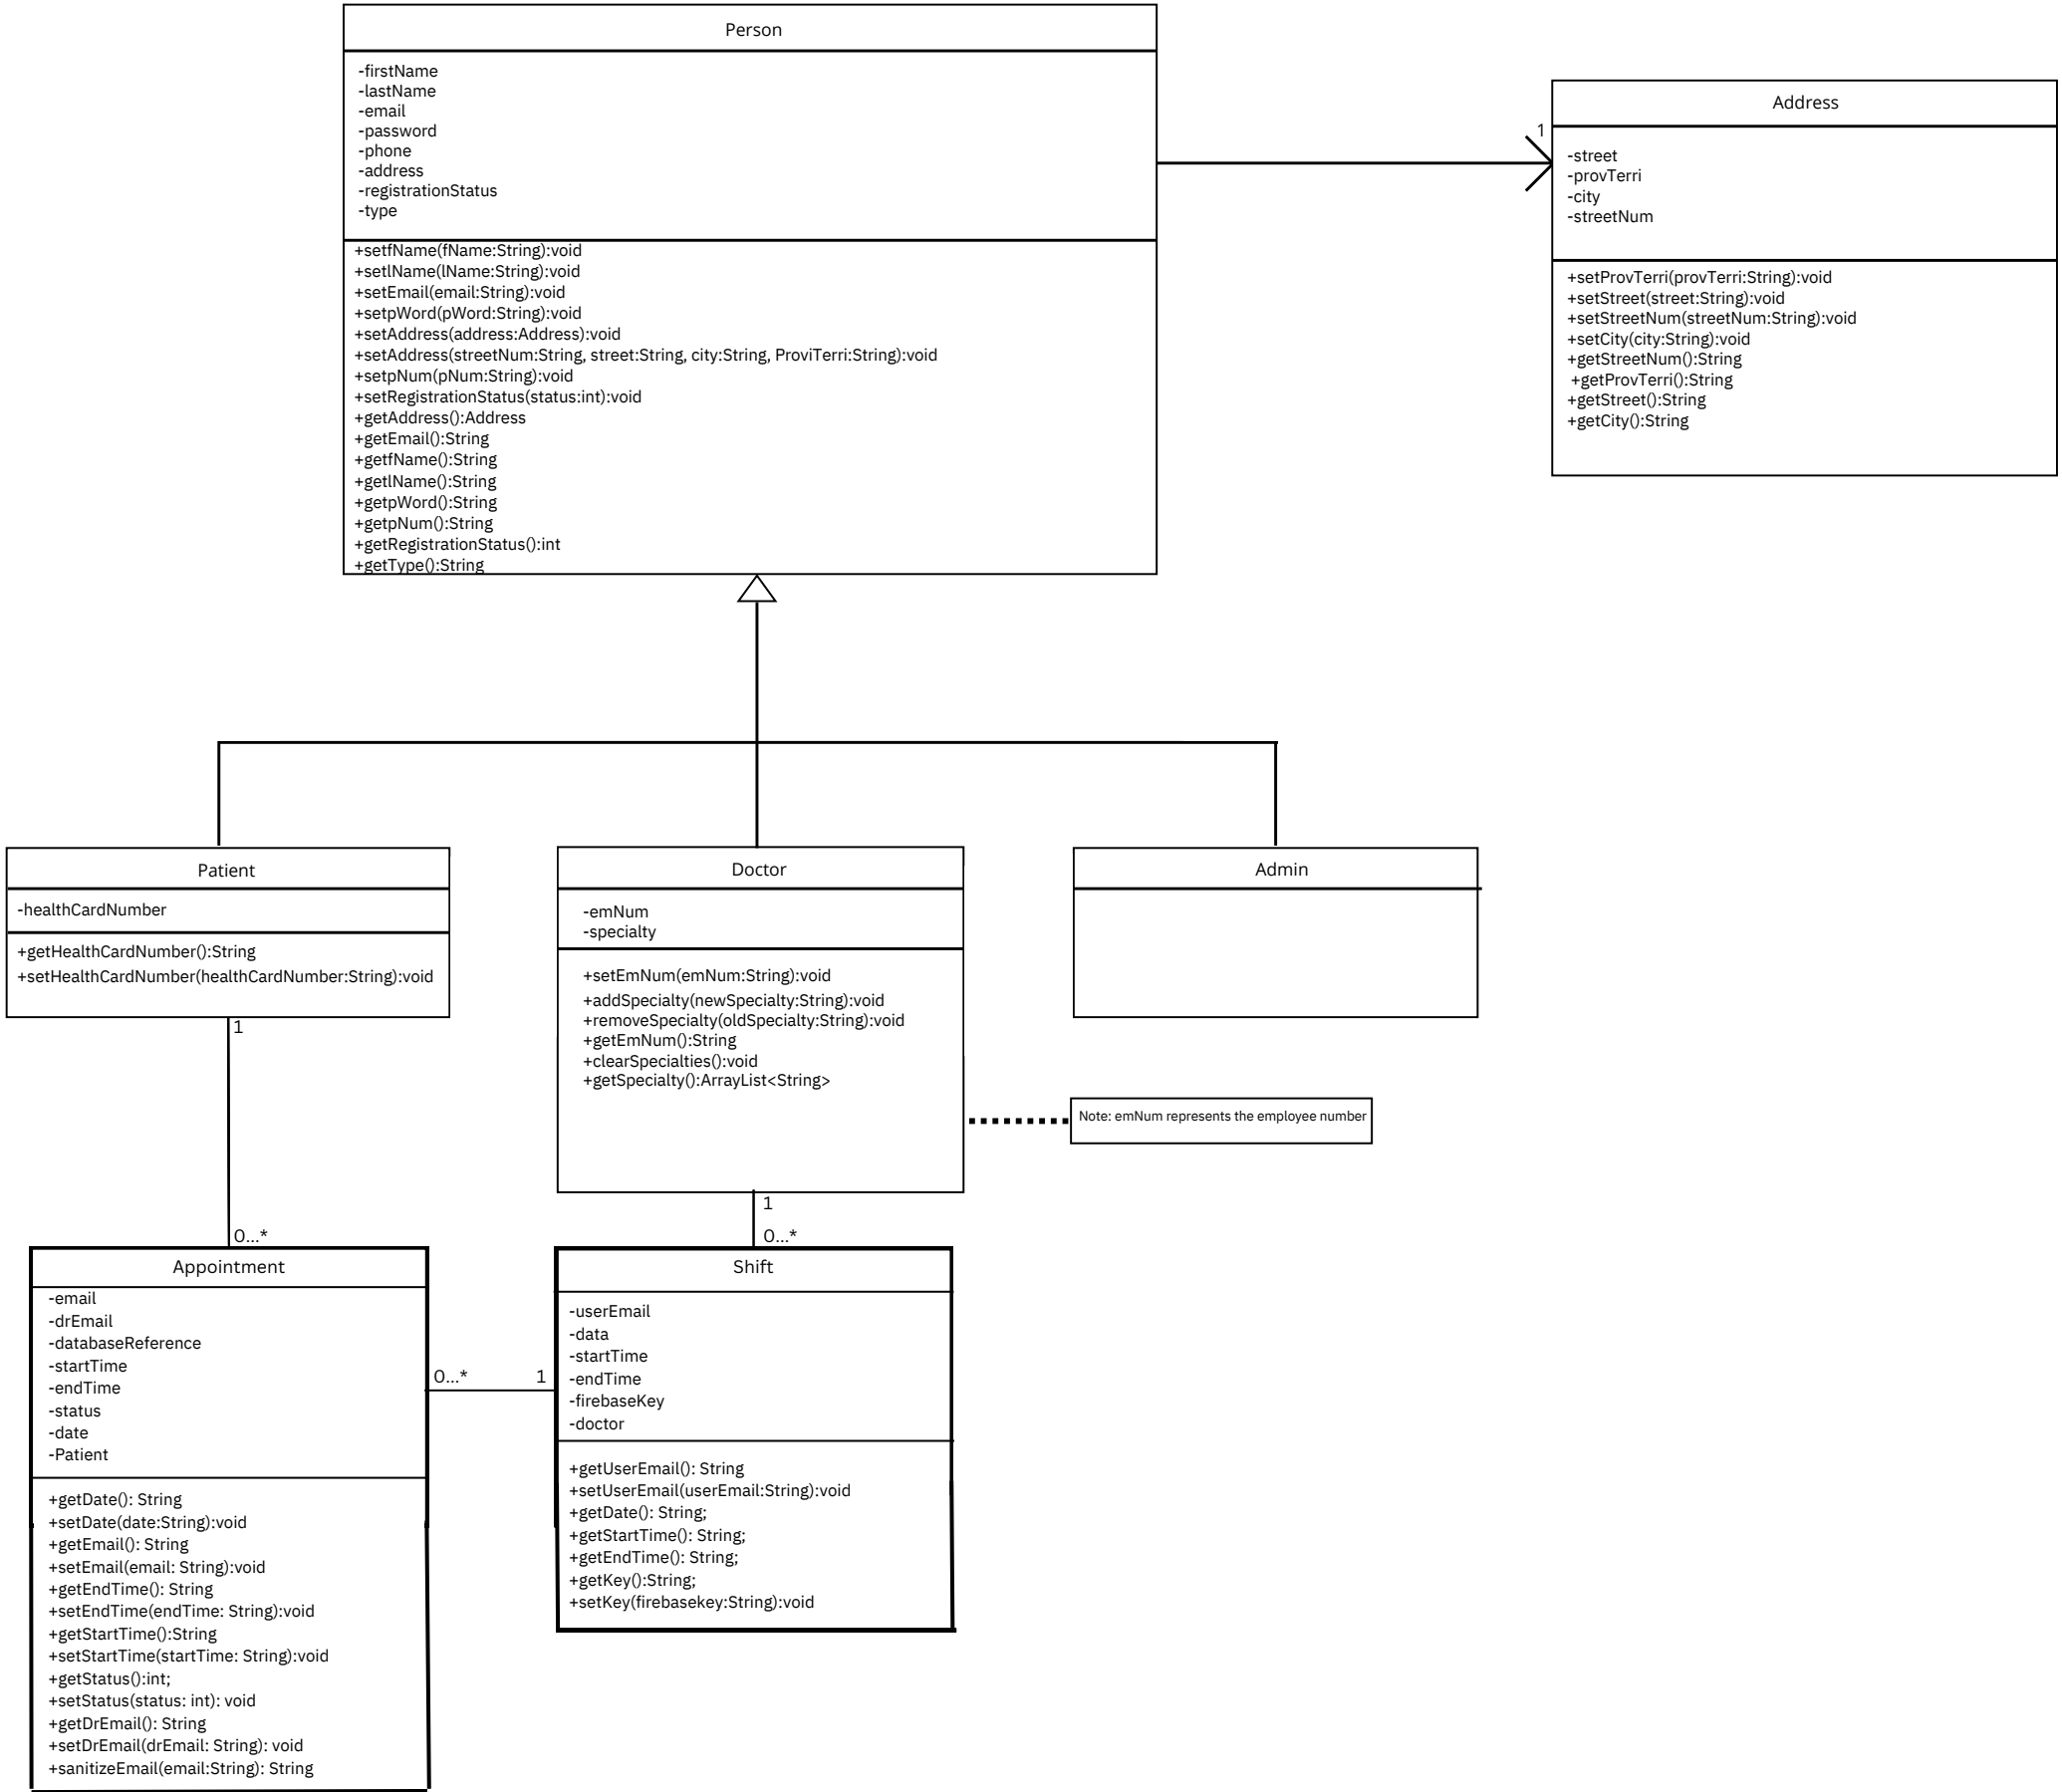 Person
-firstName
-lastName
-email
-password
-phone
-address
-registrationStatus
-type
+setfName(fName:String):void
+setlName(lName:String):void
+setEmail(email:String):void
+setpWord(pWord:String):void
+setAddress(address:Address):void
+setAddress(streetNum:String, street:String, city:String, ProviTerri:String):void
+setpNum(pNum:String):void
+setRegistrationStatus(status:int):void
+getAddress():Address
+getEmail():String
+getfName():String
+getlName():String
+getpWord():String
+getpNum():String
+getRegistrationStatus():int
+getType():String
1
Address
-street
-provTerri
-city
-streetNum
+setProvTerri(provTerri:String):void
+setStreet(street:String):void
+setStreetNum(streetNum:String):void
+setCity(city:String):void
+getStreetNum():String
+getProvTerri():String
+getStreet():String
+getCity():String
Patient
-healthCardNumber
+getHealthCardNumber():String
+setHealthCardNumber(healthCardNumber:String):void
Doctor
-emNum
-specialty
+setEmNum(emNum:String):void
+addSpecialty(newSpecialty:String):void
+removeSpecialty(oldSpecialty:String):void
+getEmNum():String
+clearSpecialties():void
+getSpecialty():ArrayList<String>
Admin
Note: emNum represents the employee number
1
0...*
1
0...*
Appointment
-email
-drEmail
-databaseReference
-startTime
-endTime
-status
-date
-Patient
+getDate(): String
+setDate(date:String):void
+getEmail(): String
+setEmail(email: String):void
+getEndTime(): String
+setEndTime(endTime: String):void
+getStartTime():String
+setStartTime(startTime: String):void
+getStatus():int;
+setStatus(status: int): void
+getDrEmail(): String
+setDrEmail(drEmail: String): void
+sanitizeEmail(email:String): String
0...*
1
Shift
-userEmail
-data
-startTime
-endTime
-firebaseKey
-doctor
+getUserEmail(): String
+setUserEmail(userEmail:String):void
+getDate(): String;
+getStartTime(): String;
+getEndTime(): String;
+getKey():String;
+setKey(firebasekey:String):void